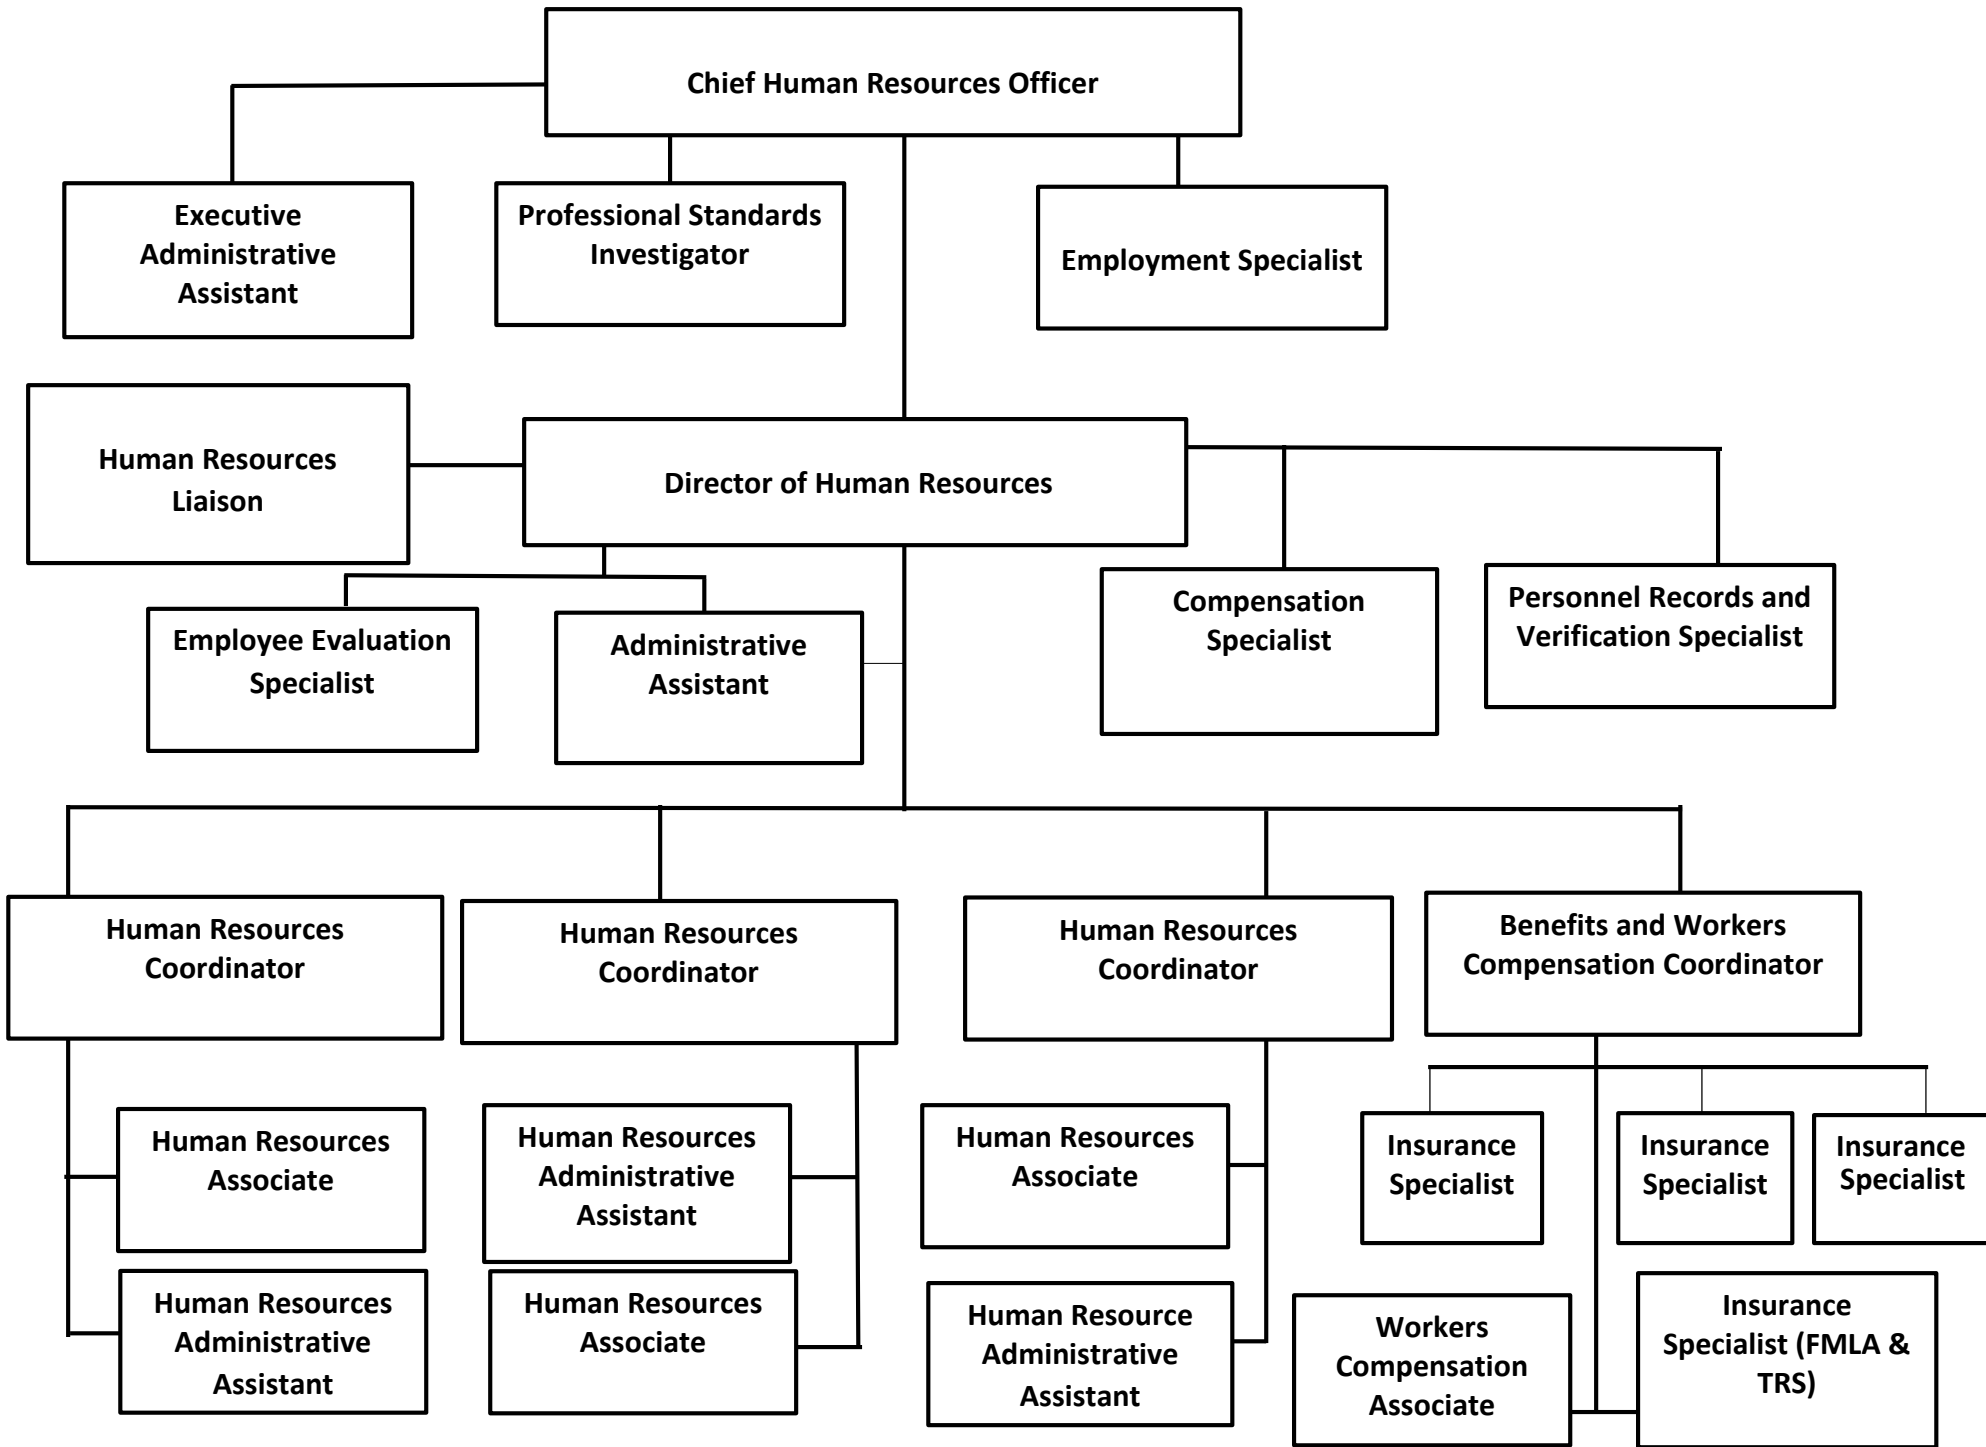 Chief Human Resources Officer
Executive
Administrative
Assistant
Professional Standards
Investigator
Employment Specialist
Human Resources
Liaison
Director of Human Resources
Employee Evaluation
Specialist
Administrative
Assistant
Compensation
Specialist
Personnel Records and
Verification Specialist
Human Resources
Coordinator
Human Resources
Coordinator
Human Resources
Coordinator
Benefits and Workers
Compensation Coordinator
Human Resources
Associate
Human Resources
Administrative
Assistant
Human Resources
Associate
Insurance
Specialist
Insurance
Specialist
Insurance
Specialist
Human Resources
Administrative
Assistant
Human Resources
Associate
Human Resource
Administrative
Assistant
Workers
Compensation
Associate
Insurance
Specialist (FMLA &
TRS)